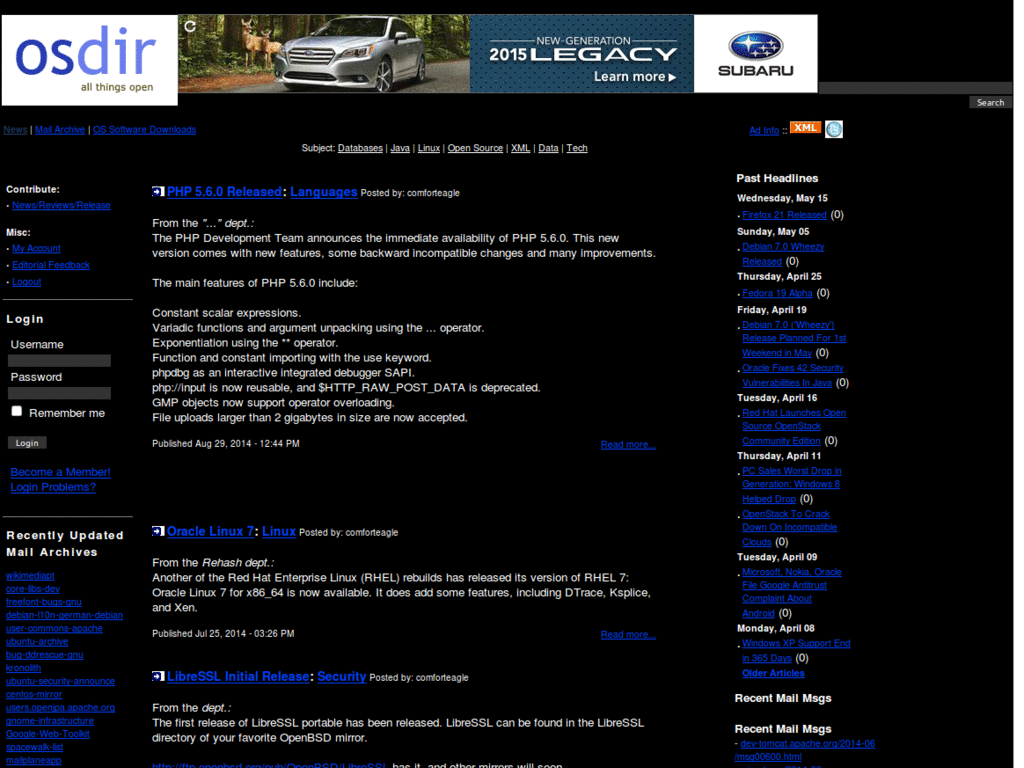 osdir
all things open
NEW-GENERATION
2015 LEGACY
Learn more
SUBARU
Search
News | Mail Archive | OS Software Downloads
Ad Info :: XML
Subject: Databases | Java | Linux | Open Source | XML | Data | Tech
Contribute:
· News/Reviews/Release
Misc:
· My Account
· Editorial Feedback
· Logout
Login
Username
Password
Remember me
Login
Become a Member!
Login Problems?
Recently Updated
Mail Archives
wikimediapt
core-libs-dev
freefont-bugs-gnu
debian-l10n-german-debian
user-commons-apache
ubuntu-archive
bug-ddrescue-gnu
kronolith
ubuntu-security-announce
centos-mirror
users.openjpa.apache.org
gnome-infrastructure
Google-Web-Toolkit
spacewalk-list
mailplaneapp
PHP 5.6.0 Released: Languages Posted by: comforteagle
From the "..." dept.:
The PHP Development Team announces the immediate availability of PHP 5.6.0. This new
version comes with new features, some backward incompatible changes and many improvements.
The main features of PHP 5.6.0 include:
Constant scalar expressions.
Variadic functions and argument unpacking using the ... operator.
Exponentiation using the ** operator.
Function and constant importing with the use keyword.
phpdbg as an interactive integrated debugger SAPI.
php://input is now reusable, and $HTTP_RAW_POST_DATA is deprecated.
GMP objects now support operator overloading.
File uploads larger than 2 gigabytes in size are now accepted.
Published Aug 29, 2014 - 12:44 PM
Read more...
Oracle Linux 7: Linux Posted by: comforteagle
From the Rehash dept.:
Another of the Red Hat Enterprise Linux (RHEL) rebuilds has released its version of RHEL 7:
Oracle Linux 7 for x86_64 is now available. It does add some features, including DTrace, Ksplice,
and Xen.
Published Jul 25, 2014 - 03:26 PM
Read more...
LibreSSL Initial Release: Security Posted by: comforteagle
From the dept.:
The first release of LibreSSL portable has been released. LibreSSL can be found in the LibreSSL
directory of your favorite OpenBSD mirror.
http://ftp.openbsd.org/pub/OpenBSD/LibreSSL has it, and other mirrors will soon.
Past Headlines
Wednesday, May 15
· Firefox 21 Released (0)
Sunday, May 05
· Debian 7.0 Wheezy
Released (0)
Thursday, April 25
· Fedora 19 Alpha (0)
Friday, April 19
· Debian 7.0 ('Wheezy')
Release Planned For 1st
Weekend in May (0)
· Oracle Fixes 42 Security
Vulnerabilities In Java (0)
Tuesday, April 16
· Red Hat Launches Open
Source OpenStack
Community Edition (0)
Thursday, April 11
· PC Sales Worst Drop in
Generation; Windows 8
Helped Drop (0)
· OpenStack To Crack
Down On Incompatible
Clouds (0)
Tuesday, April 09
· Microsoft, Nokia, Oracle
File Google Antitrust
Complaint About
Android (0)
Monday, April 08
· Windows XP Support End
in 365 Days (0)
Older Articles
Recent Mail Msgs
Recent Mail Msgs
- dev-tomcat.apache.org/2014-06
/msg00600.html